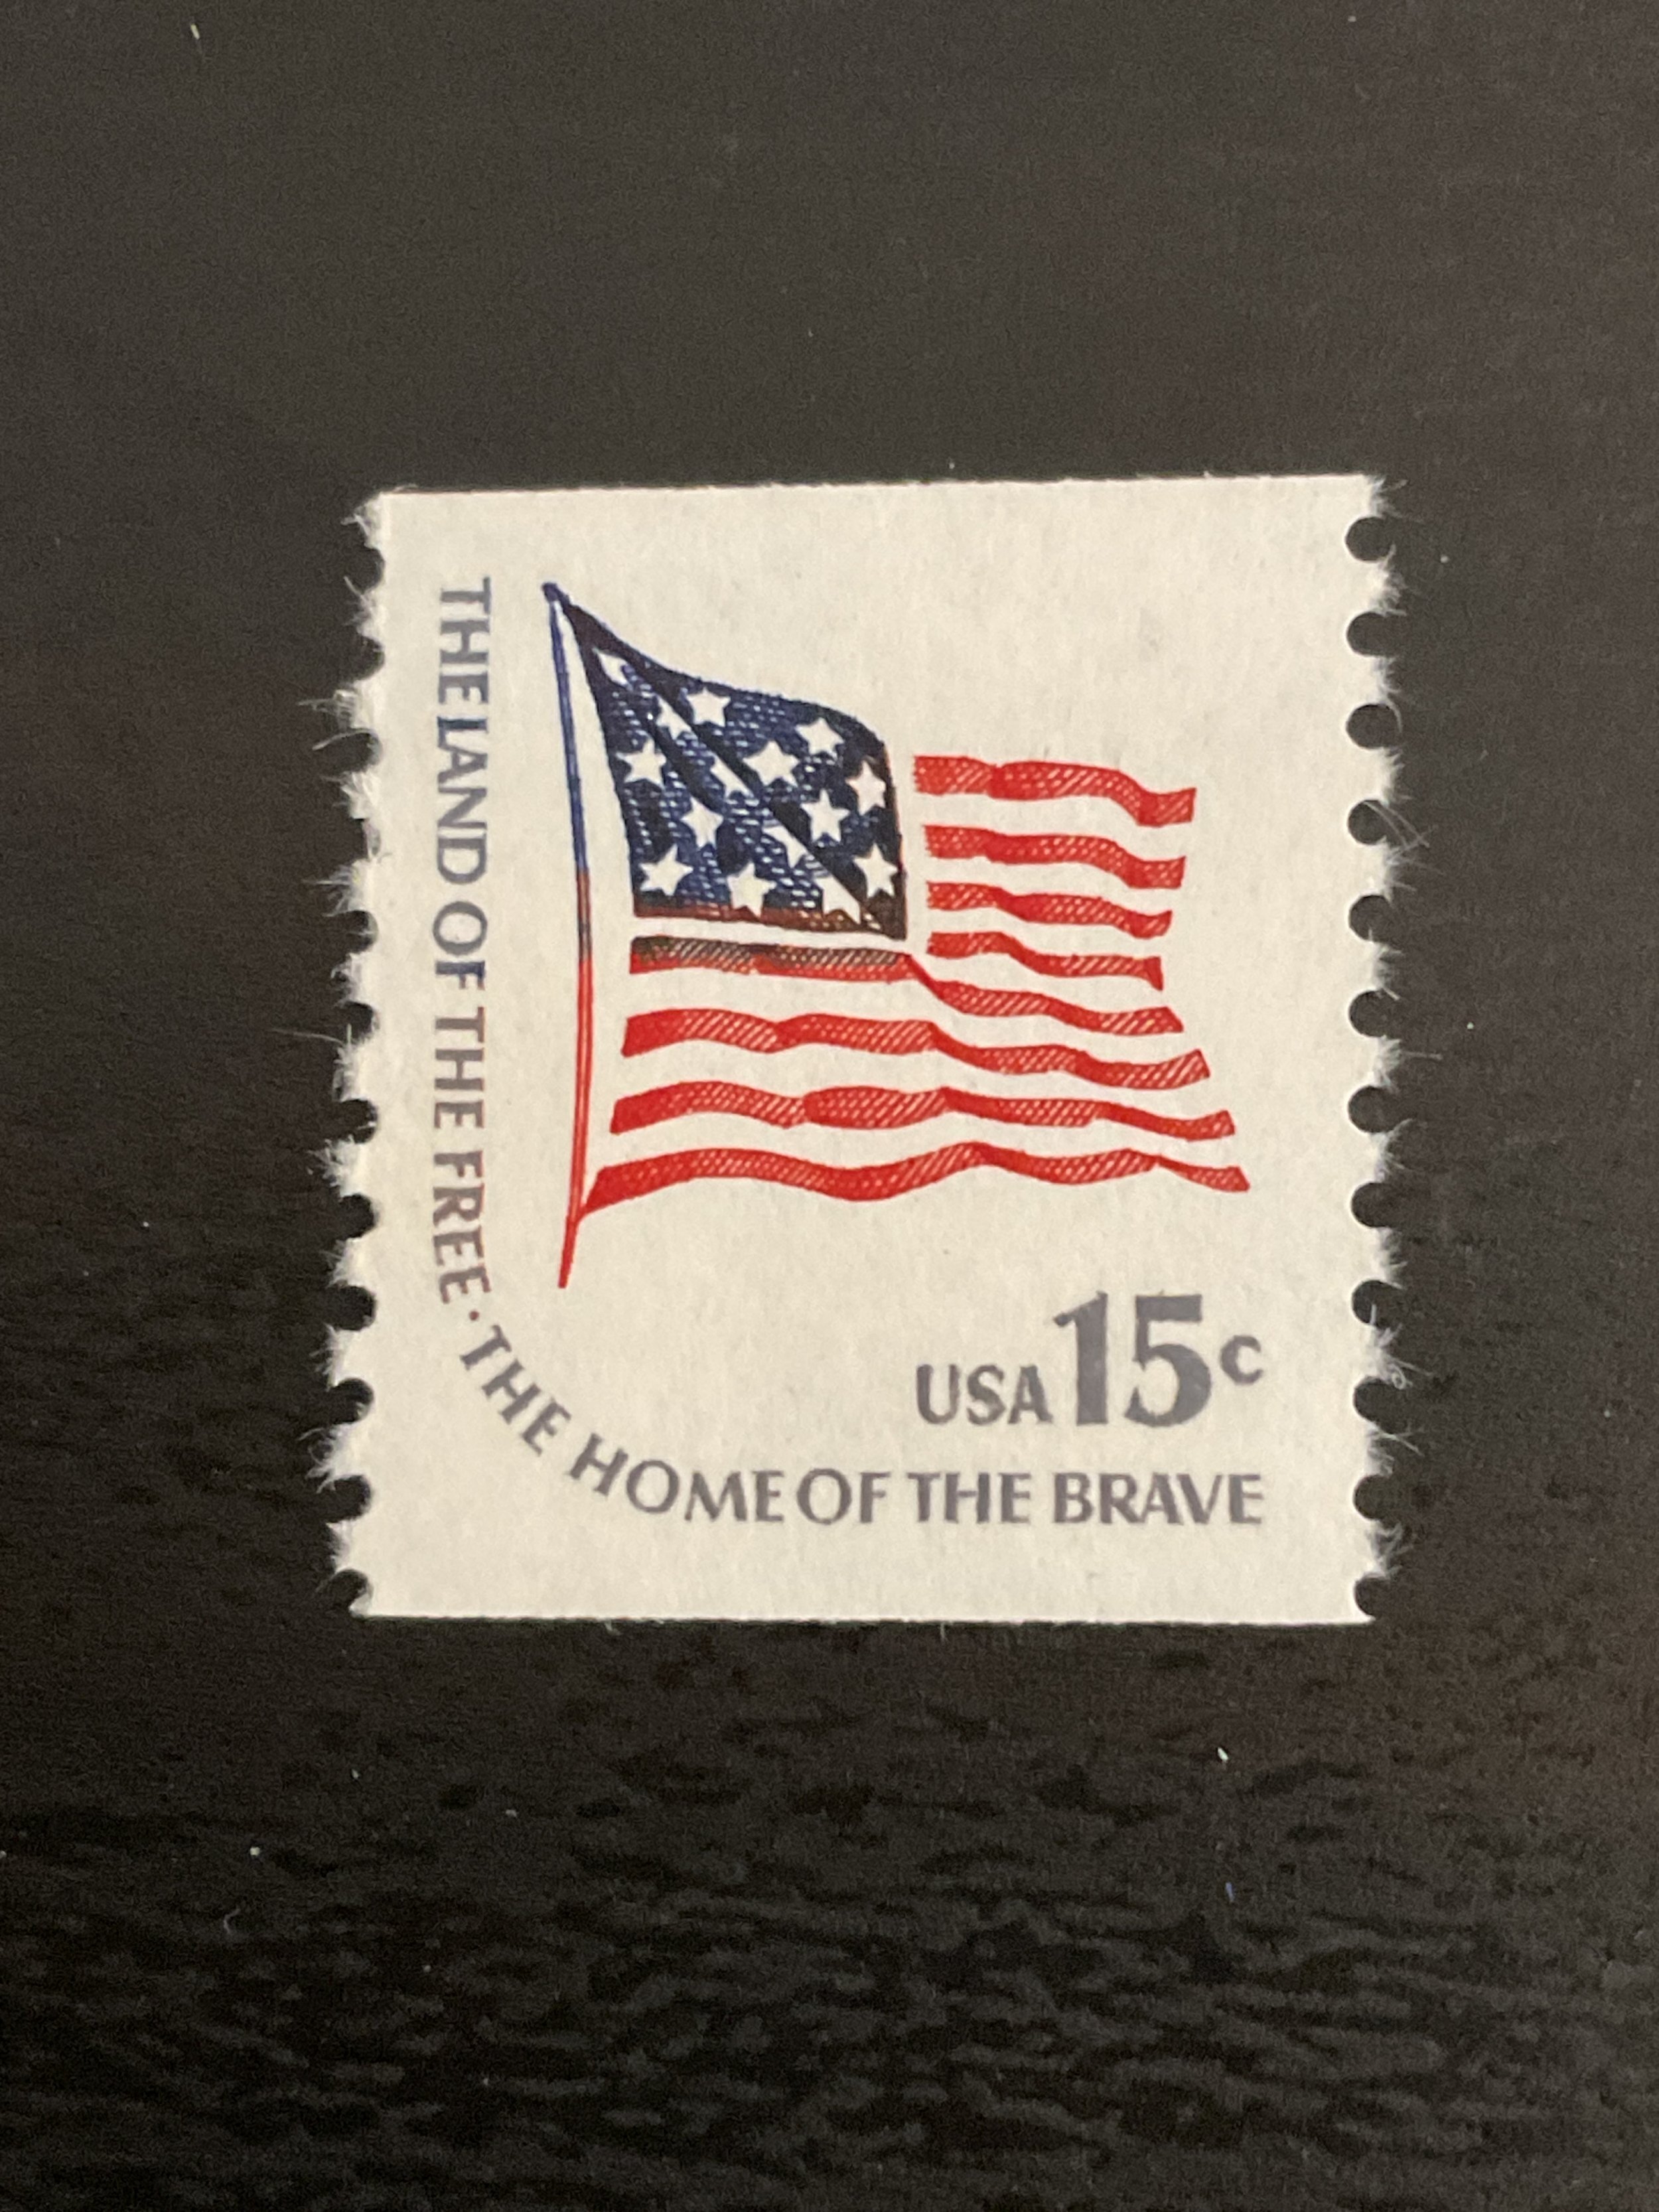 THE LAND OF THE FREE · THE HOME OF THE BRAVE
USA 15c